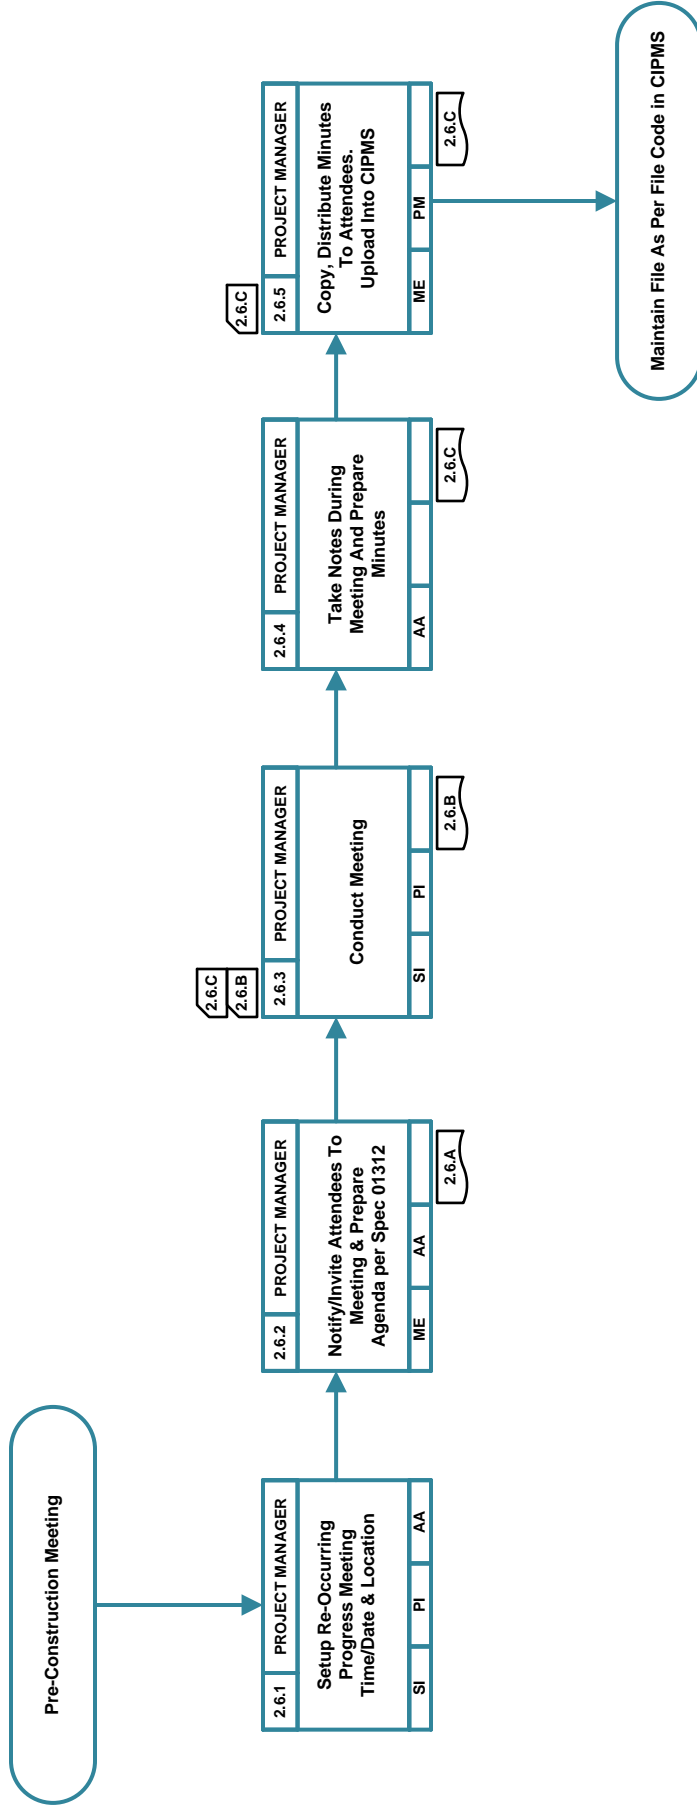 Pre-Construction Meeting
2.6.1
PROJECT MANAGER
Setup Re-Occurring
Progress Meeting
Time/Date & Location
SI
PI
AA
2.6.2
PROJECT MANAGER
Notify/Invite Attendees To
Meeting & Prepare
Agenda per Spec 01312
ME
AA
2.6.A
2.6.C
2.6.B
2.6.3
PROJECT MANAGER
Conduct Meeting
SI
PI
2.6.B
2.6.4
PROJECT MANAGER
Take Notes During
Meeting And Prepare
Minutes
AA
2.6.C
2.6.C
2.6.5
PROJECT MANAGER
Copy, Distribute Minutes
To Attendees.
Upload Into CIPMS
ME
PM
2.6.C
Maintain File As Per File Code in CIPMS